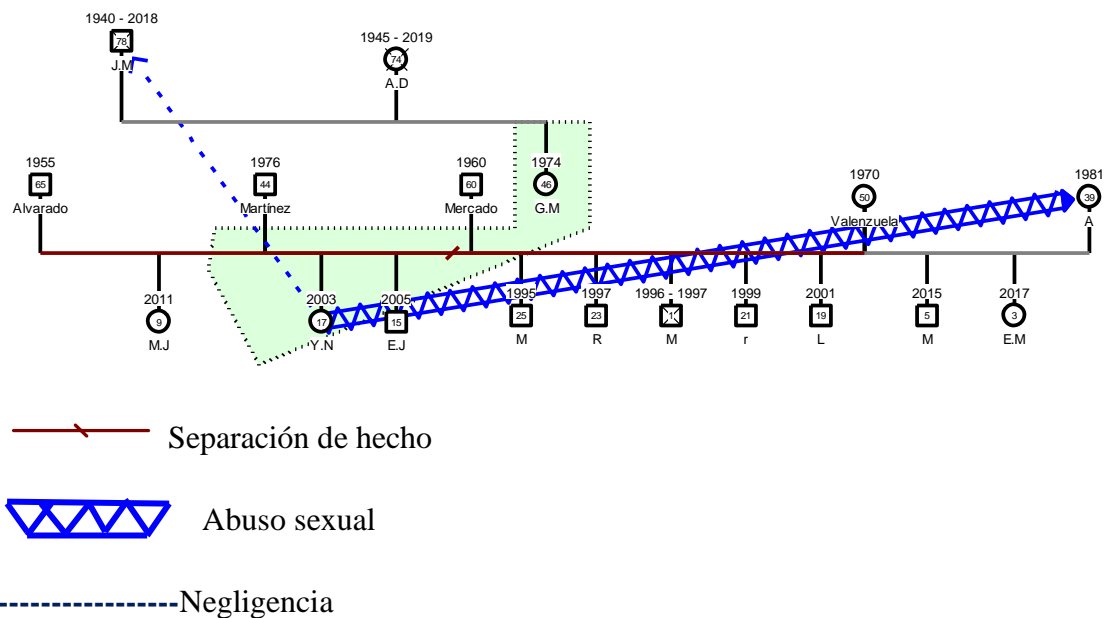 1940 - 2018
78
J.M
1945 - 2019
74
A.D
1955
65
Alvarado
1976
44
Martínez
1960
60
Mercado
1974
46
G.M
1970
50
Valenzuela
1981
39
A
2011
9
M.J
2003
17
Y.N
2005
15
E.J
1995
25
M
1997
23
R
1996 - 1997
1
M
1999
21
r
2001
19
L
2015
5
M
2017
3
E.M
Separación de hecho
Abuso sexual
Negligencia